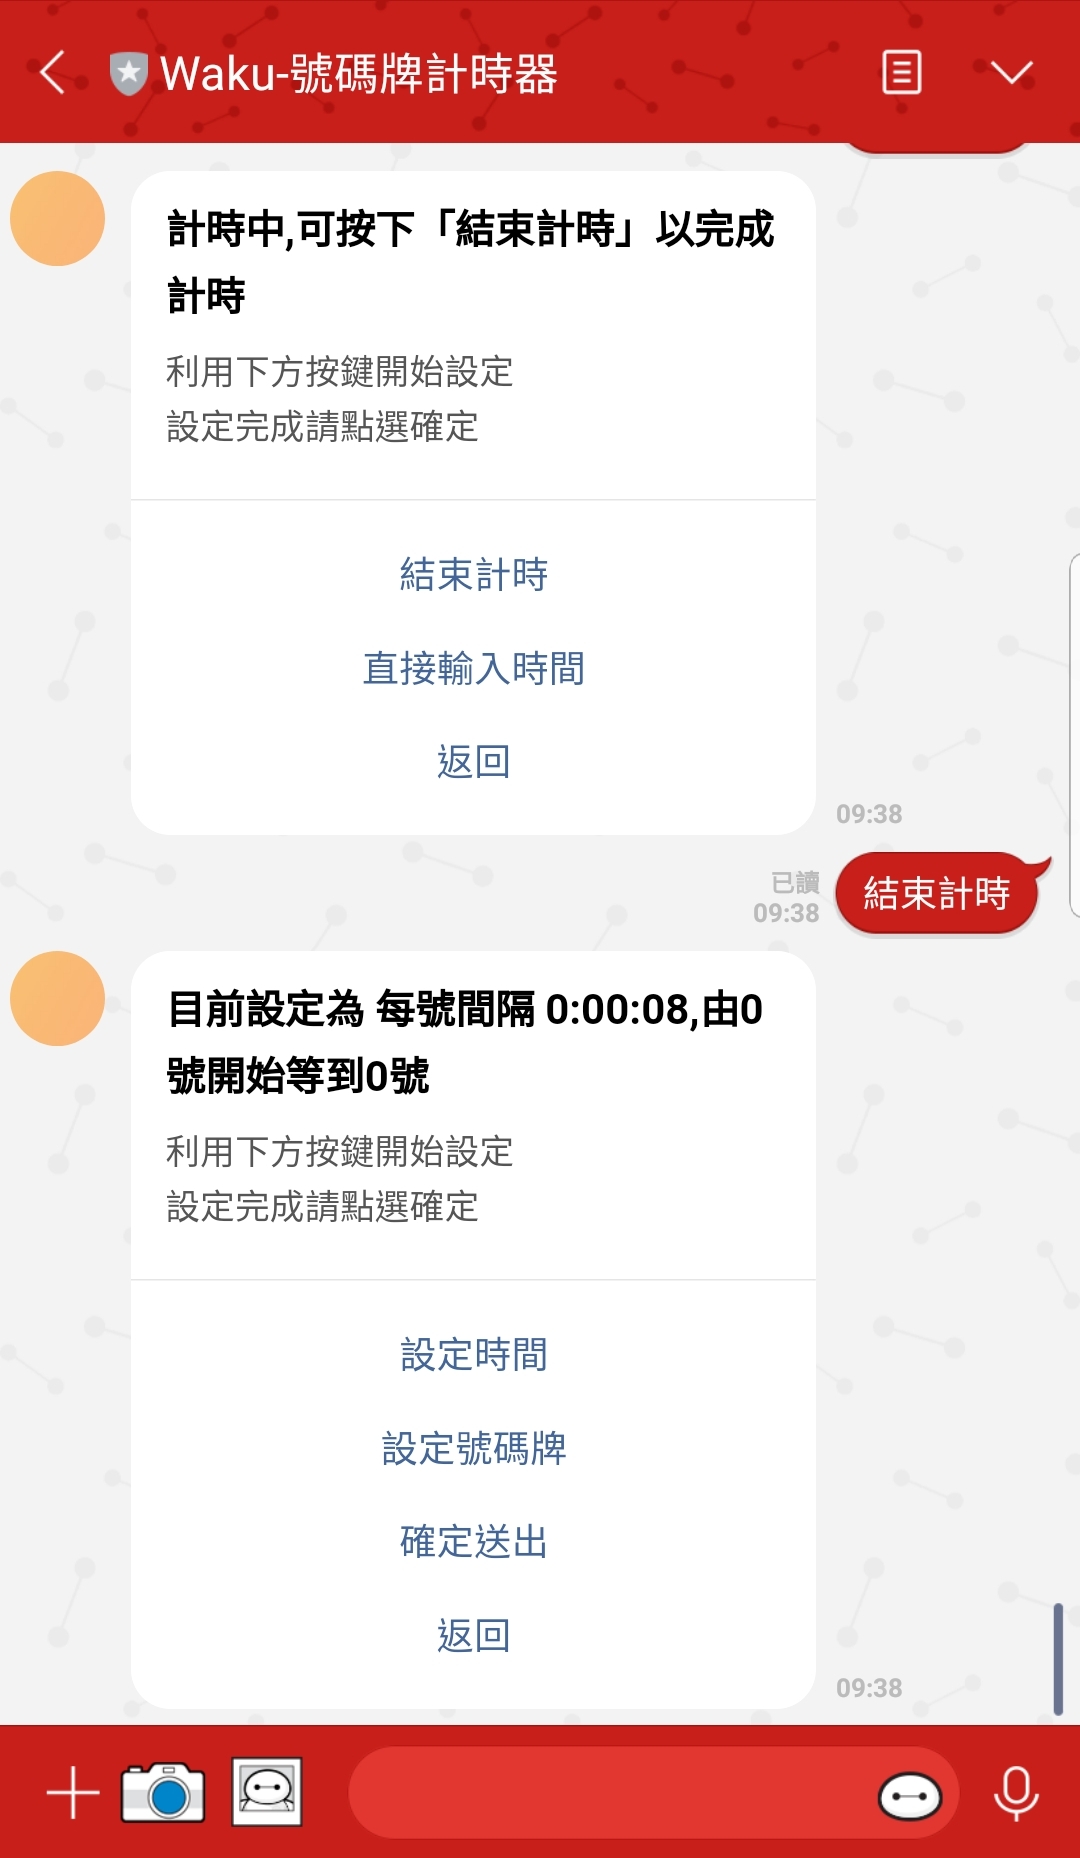 Waku-號碼牌計時器
計時中,可按下「結束計時」以完成
計時
利用下方按鍵開始設定
設定完成請點選確定
結束計時
直接輸入時間
返回
09:38
已讀
09:38
結束計時
目前設定為 每號間隔 0:00:08,由0
號開始等到0號
利用下方按鍵開始設定
設定完成請點選確定
設定時間
設定號碼牌
確定送出
返回
09:38